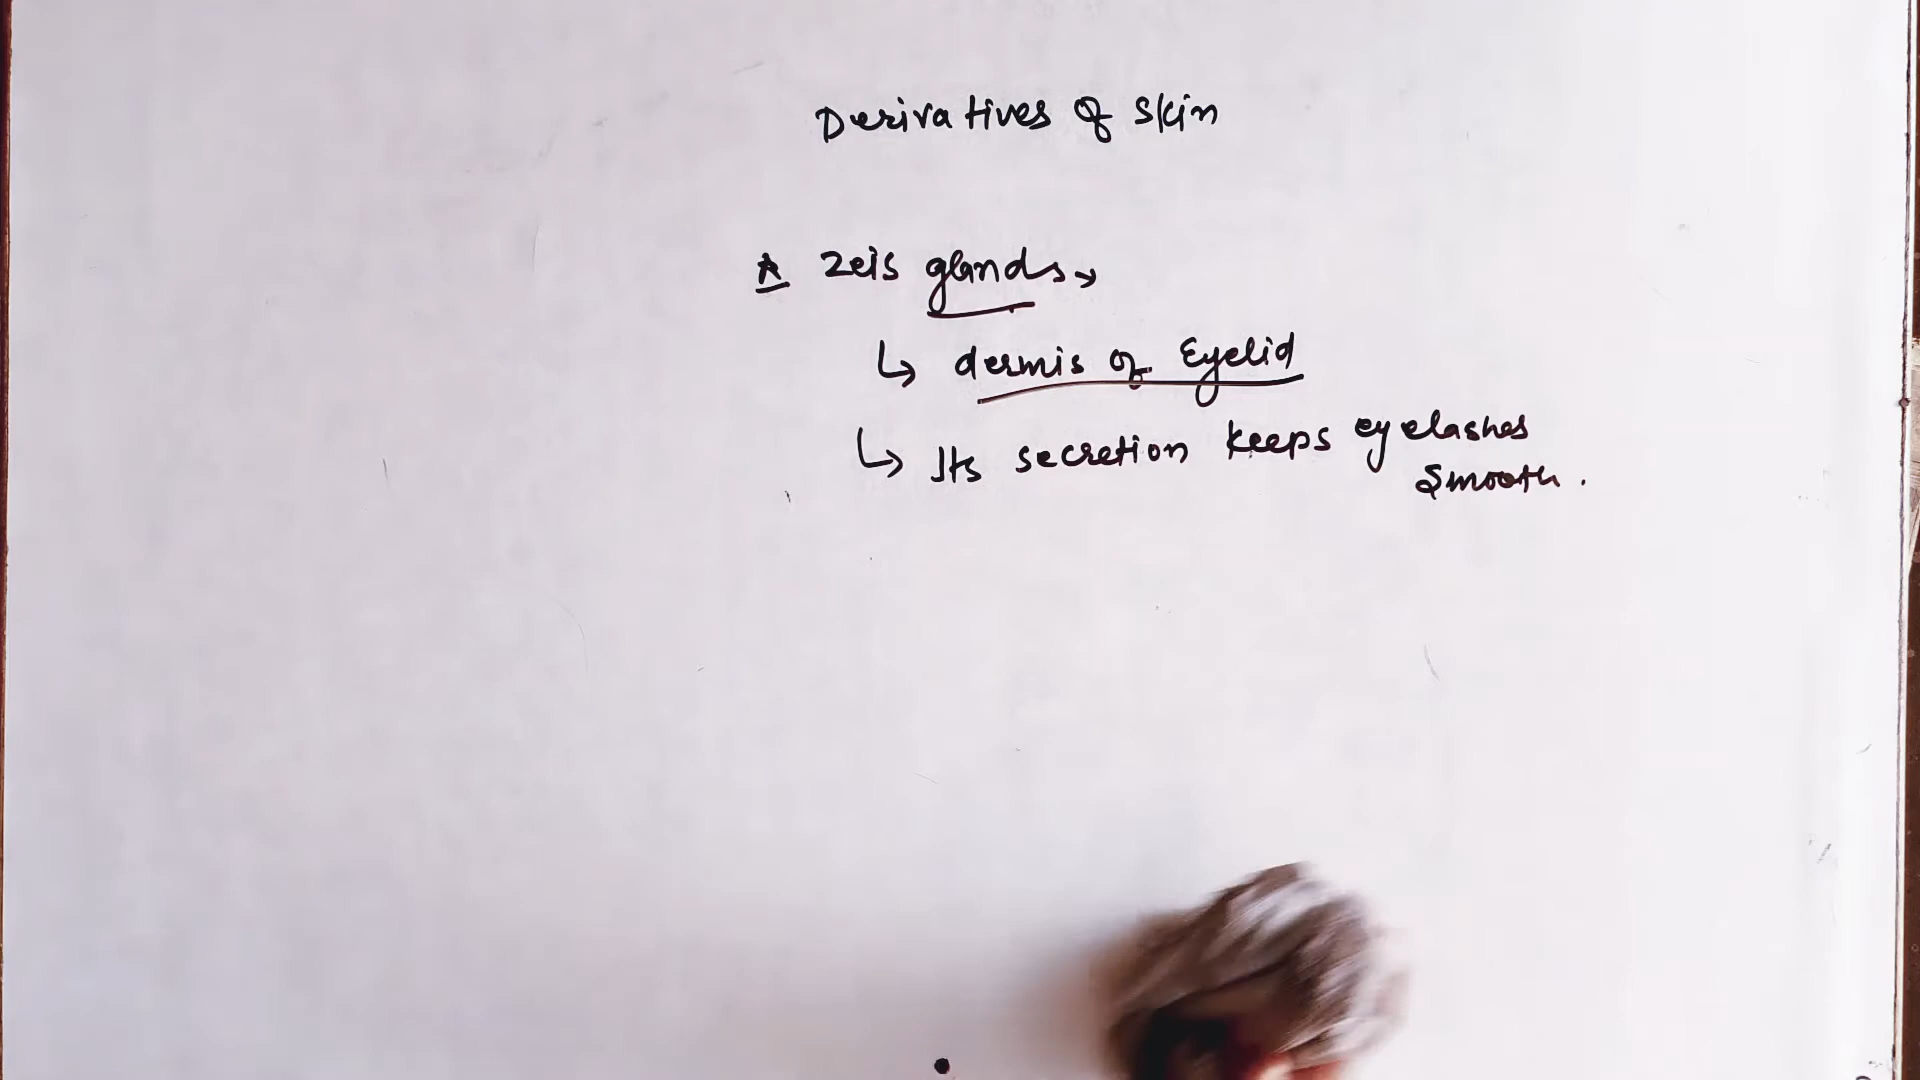 Derivatives of skin
* Zeis glands →
↳ dermis of Eyelid
↳ Its secretion keeps eyelashes
smooth.